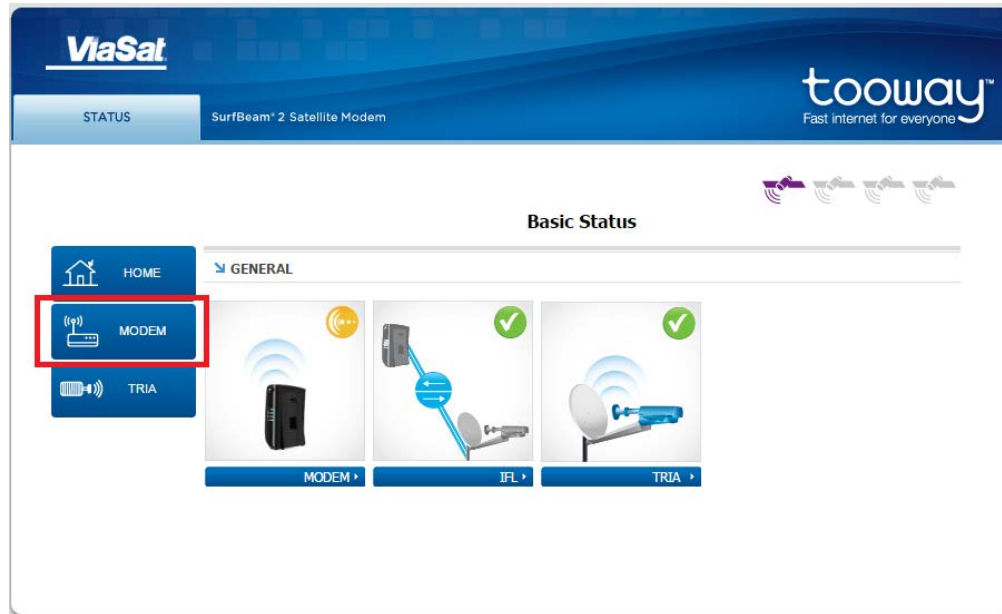 ViaSat
tooway™
Fast internet for everyone
STATUS
SurfBeam® 2 Satellite Modem
Basic Status
HOME
GENERAL
MODEM
TRIA
MODEM
IFL
TRIA